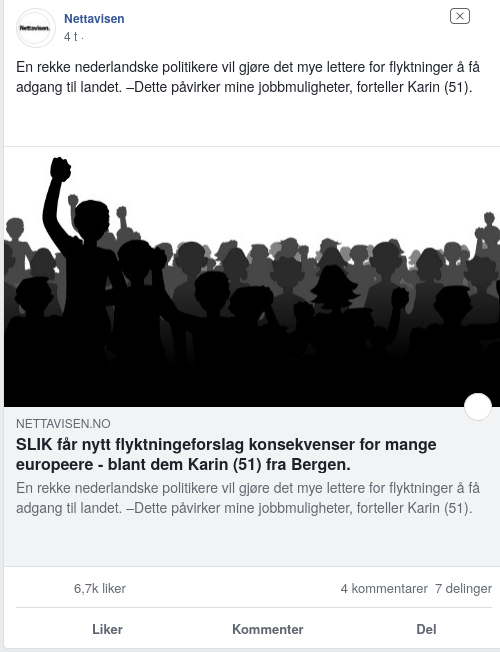 Nettavisen.
Nettavisen
4 t ·
En rekke nederlandske politikere vil gjøre det mye lettere for flyktninger å få
adgang til landet. –Dette påvirker mine jobbmuligheter, forteller Karin (51).
NETTAVISEN.NO
SLIK får nytt flyktningeforslag konsekvenser for mange
europeere - blant dem Karin (51) fra Bergen.
En rekke nederlandske politikere vil gjøre det mye lettere for flyktninger å få
adgang til landet. –Dette påvirker mine jobbmuligheter, forteller Karin (51).
6,7k liker 4 kommentarer 7 delinger
Liker Kommenter Del